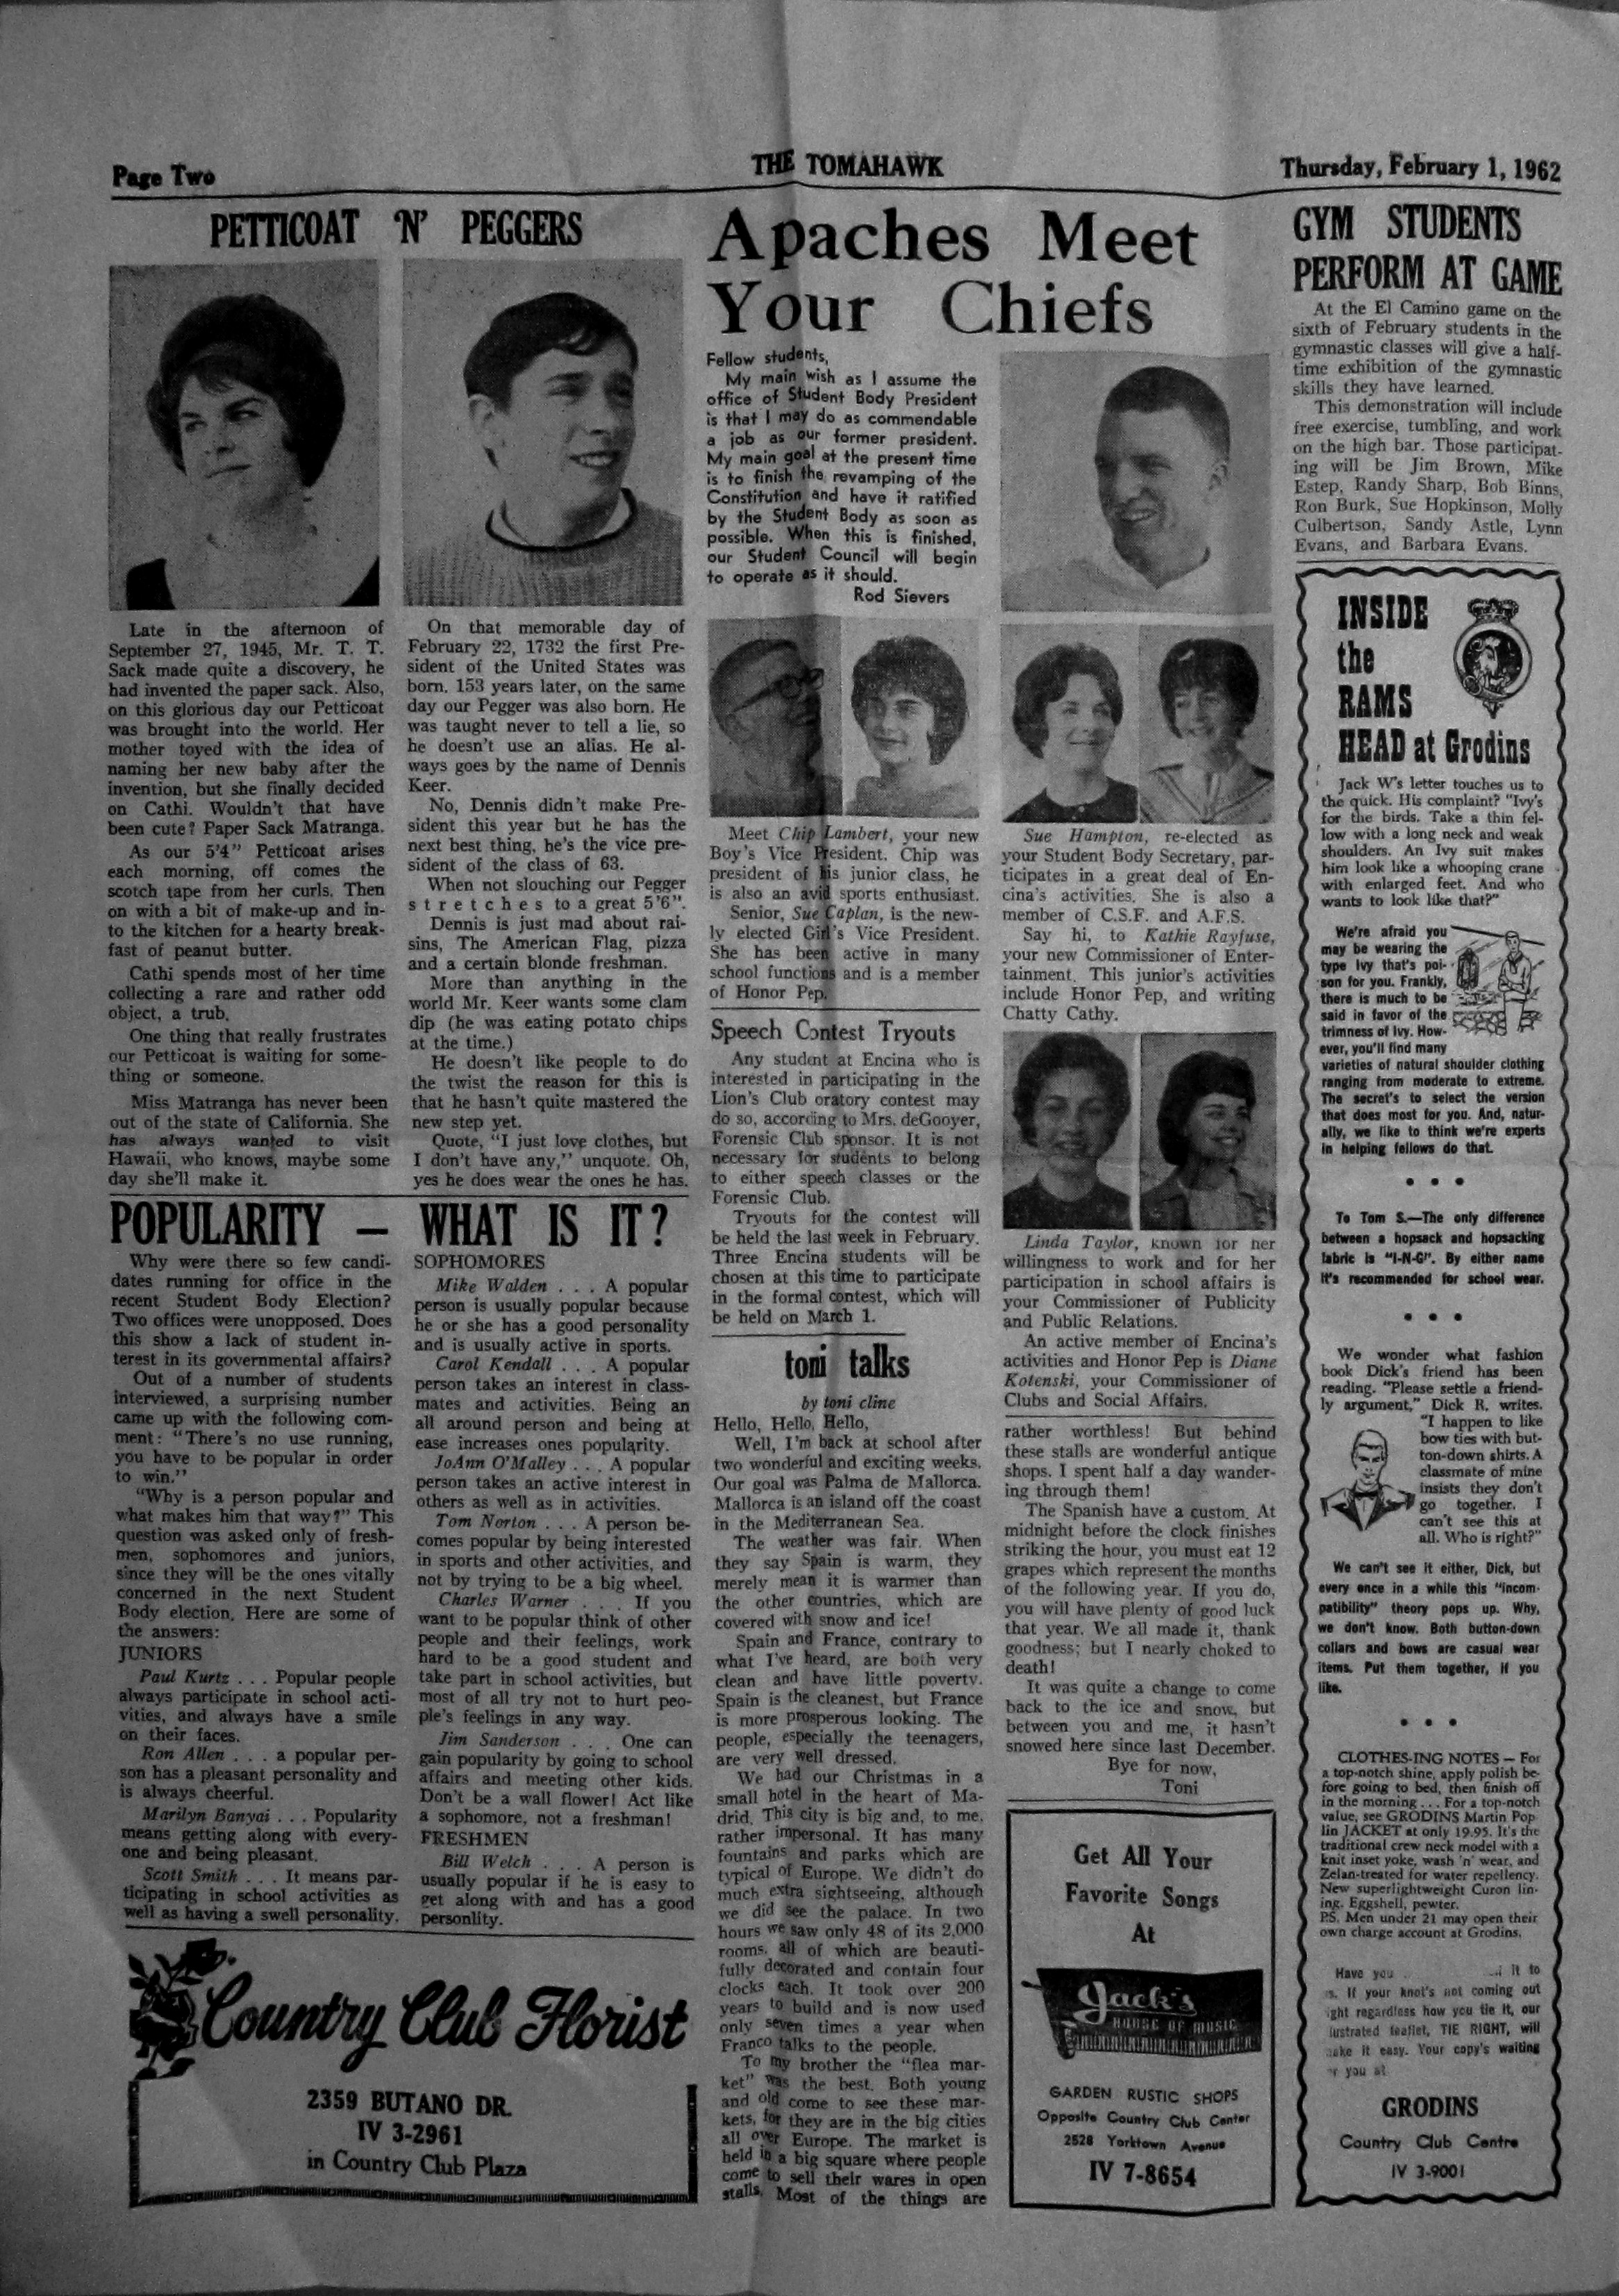 Page Two
THE TOMAHAWK
Thursday, February 1, 1962
PETTICOAT 'N' PEGGERS
Late in the afternoon of
September 27, 1945, Mr. T. T.
Sack made quite a discovery, he
had invented the paper sack. Also,
on this glorious day our Petticoat
was brought into the world. Her
mother toyed with the idea of
naming her new baby after the
invention, but she finally decided
on Cathi. Wouldn't that have
been cute? Paper Sack Matranga.
As our 5'4" Petticoat arises
each morning, off comes the
scotch tape from her curls. Then
on with a bit of make-up and in-
to the kitchen for a hearty break-
fast of peanut butter.
Cathi spends most of her time
collecting a rare and rather odd
object, a trub.
One thing that really frustrates
our Petticoat is waiting for some-
thing or someone.
Miss Matranga has never been
out of the state of California. She
has always wanted to visit
Hawaii, who knows, maybe some
day she'll make it.
On that memorable day of
February 22, 1732 the first Pre-
sident of the United States was
born. 153 years later, on the same
day our Pegger was also born. He
was taught never to tell a lie, so
he doesn't use an alias. He al-
ways goes by the name of Dennis
Keer.
No, Dennis didn't make Pre-
sident this year but he has the
next best thing, he's the vice pre-
sident of the class of 63.
When not slouching our Pegger
stretches to a great 5'6".
Dennis is just mad about rai-
sins, The American Flag, pizza
and a certain blonde freshman.
More than anything in the
world Mr. Keer wants some clam
dip (he was eating potato chips
at the time.)
He doesn't like people to do
the twist the reason for this is
that he hasn't quite mastered the
new step yet.
Quote, "I just love clothes, but
I don't have any," unquote. Oh,
yes he does wear the ones he has.
POPULARITY — WHAT IS IT?
Why were there so few candi-
dates running for office in the
recent Student Body Election?
Two offices were unopposed. Does
this show a lack of student in-
terest in its governmental affairs?
Out of a number of students
interviewed, a surprising number
came up with the following com-
ment: "There's no use running,
you have to be popular in order
to win."
"Why is a person popular and
what makes him that way?" This
question was asked only of fresh-
men, sophomores and juniors,
since they will be the ones vitally
concerned in the next Student
Body election. Here are some of
the answers:
JUNIORS
Paul Kurtz . . . Popular people
always participate in school acti-
vities, and always have a smile
on their faces.
Ron Allen . . . a popular per-
son has a pleasant personality and
is always cheerful.
Marilyn Banyai . . . Popularity
means getting along with every-
one and being pleasant.
Scott Smith . . . It means par-
ticipating in school activities as
well as having a swell personality.
SOPHOMORES
Mike Walden . . . A popular
person is usually popular because
he or she has a good personality
and is usually active in sports.
Carol Kendall . . . A popular
person takes an interest in class-
mates and activities. Being an
all around person and being at
ease increases ones popularity.
JoAnn O'Malley . . . A popular
person takes an active interest in
others as well as in activities.
Tom Norton . . . A person be-
comes popular by being interested
in sports and other activities, and
not by trying to be a big wheel.
Charles Warner . . . If you
want to be popular think of other
people and their feelings, work
hard to be a good student and
take part in school activities, but
most of all try not to hurt peo-
ple's feelings in any way.
Jim Sanderson . . . One can
gain popularity by going to school
affairs and meeting other kids.
Don't be a wall flower! Act like
a sophomore, not a freshman!
FRESHMEN
Bill Welch . . . A person is
usually popular if he is easy to
get along with and has a good
personlity.
Country Club Florist
2359 BUTANO DR.
IV 3-2961
in Country Club Plaza
Apaches Meet
Your Chiefs
Fellow students,
My main wish as I assume the
office of Student Body President
is that I may do as commendable
a job as our former president.
My main goal at the present time
is to finish the revamping of the
Constitution and have it ratified
by the Student Body as soon as
possible. When this is finished,
our Student Council will begin
to operate as it should.
Rod Sievers
Meet Chip Lambert, your new
Boy's Vice President. Chip was
president of his junior class, he
is also an avid sports enthusiast.
Senior, Sue Caplan, is the new-
ly elected Girl's Vice President.
She has been active in many
school functions and is a member
of Honor Pep.
Sue Hampton, re-elected as
your Student Body Secretary, par-
ticipates in a great deal of En-
cina's activities. She is also a
member of C.S.F. and A.F.S.
Say hi, to Kathie Rayfuse,
your new Commissioner of Enter-
tainment. This junior's activities
include Honor Pep, and writing
Chatty Cathy.
Linda Taylor, known for her
willingness to work and for her
participation in school affairs is
your Commissioner of Publicity
and Public Relations.
An active member of Encina's
activities and Honor Pep is Diane
Kotenski, your Commissioner of
Clubs and Social Affairs.
Speech Contest Tryouts
Any studnt at Encina who is
interested in participating in the
Lion's Club oratory contest may
do so, according to Mrs. deGooyer,
Forensic Club sponsor. It is not
necessary for students to belong
to either speech classes or the
Forensic Club.
Tryouts for the contest will
be held the last week in February.
Three Encina students will be
chosen at this time to participate
in the formal contest, which will
be held on March 1.
toni talks
by toni cline
Hello, Hello, Hello,
Well, I'm back at school after
two wonderful and exciting weeks.
Our goal was Palma de Mallorca.
Mallorca is an island off the coast
in the Mediterranean Sea.
The weather was fair. When
they say Spain is warm, they
merely mean it is warmer than
the other countries, which are
covered with snow and ice!
Spain and France, contrary to
what I've heard, are both very
clean and have little poverty.
Spain is the cleanest, but France
is more prosperous looking. The
people, especially the teenagers,
are very well dressed.
We had our Christmas in a
small hotel in the heart of Ma-
drid. This city is big and, to me,
rather impersonal. It has many
fountains and parks which are
typical of Europe. We didn't do
much extra sightseeing, although
we did see the palace. In two
hours we saw only 48 of its 2,000
rooms, all of which are beauti-
fully decorated and contain four
clocks each. It took over 200
years to build and is now used
only seven times a year when
Franco talks to the people.
To my brother the "flea mar-
ket" was the best. Both young
and old come to see these mar-
kets, for they are in the big cities
all over Europe. The market is
held in a big square where people
come to sell their wares in open
stalls. Most of the things are
rather worthless! But behind
these stalls are wonderful antique
shops. I spent half a day wander-
ing through them!
The Spanish have a custom. At
midnight before the clock finishes
striking the hour, you must eat 12
grapes which represent the months
of the following year. If you do,
you will have plenty of good luck
that year. We all made it, thank
goodness; but I nearly choked to
death!
It was quite a change to come
back to the ice and snow, but
between you and me, it hasn't
snowed here since last December.
Bye for now,
Toni
Get All Your
Favorite Songs
At
Jack's
HOUSE OF MUSIC
GARDEN RUSTIC SHOPS
Opposite Country Club Center
2528 Yorktown Avenue
IV 7-8654
GYM STUDENTS
PERFORM AT GAME
At the El Camino game on the
sixth of February students in the
gymnastic classes will give a half-
time exhibition of the gymnastic
skills they have learned.
This demonstration will include
free exercise, tumbling, and work
on the high bar. Those participat-
ing will be Jim Brown, Mike
Estep, Randy Sharp, Bob Binns,
Ron Burk, Sue Hopkinson, Molly
Culbertson, Sandy Astle, Lynn
Evans, and Barbara Evans.
INSIDE
the
RAMS
HEAD at Grodins
Jack W's letter touches us to
the quick. His complaint? "Ivy's
for the birds. Take a thin fel-
low with a long neck and weak
shoulders. An Ivy suit makes
him look like a whooping crane
with enlarged feet. And who
wants to look like that?"
We're afraid you
may be wearing the
type Ivy that's poi-
son for you. Frankly,
there is much to be
said in favor of the
trimness of Ivy. How-
ever, you'll find many
varieties of natural shoulder clothing
ranging from moderate to extreme.
The secret's to select the version
that does most for you. And, natur-
ally, we like to think we're experts
in helping fellows do that.
• • •
To Tom S.—The only difference
between a hopsack and hopsacking
fabric is "I-N-G". By either name
it's recommended for school wear.
• • •
We wonder what fashion
book Dick's friend has been
reading. "Please settle a friend-
ly argument," Dick R. writes.
"I happen to like
bow ties with but-
ton-down shirts. A
classmate of mine
insists they don't
go together. I
can't see this at
all. Who is right?"
We can't see it either, Dick, but
every once in a while this "incom-
patibility" theory pops up. Why,
we don't know. Both button-down
collars and bows are casual wear
items. Put them together, if you
like.
• • •
CLOTHES-ING NOTES — For
a top-notch shine, apply polish be-
fore going to bed, then finish off
in the morning . . . For a top-notch
value, see GRODINS Martin Pop
lin JACKET at only 19.95. It's the
traditional crew neck model with a
knit inset yoke, wash 'n' wear, and
Zelan-treated for water repellency.
New superlightweight Curon lin-
ing. Eggshell, pewter.
P.S. Men under 21 may open their
own charge account at Grodins.
Have you it to
If your knot's not coming out
regardless how you tie it, our
leaflet, TIE RIGHT, will
it easy. Your copy's waiting
you at
GRODINS
Country Club Centre
IV 3-9001